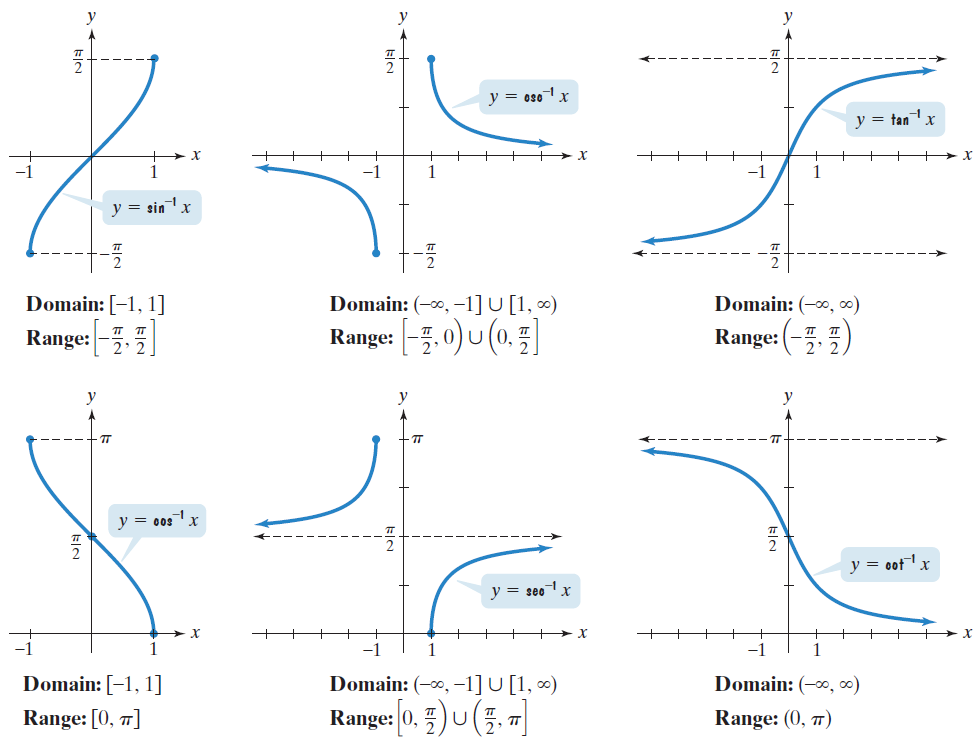 y
π/2
−1
1
x
y = sin⁻¹ x
−π/2
Domain: [−1, 1]
Range: [−π/2, π/2]
y
π/2
y = csc⁻¹ x
−1
1
x
−π/2
Domain: (−∞, −1] ∪ [1, ∞)
Range: [−π/2, 0) ∪ (0, π/2]
y
π/2
y = tan⁻¹ x
−1
1
x
−π/2
Domain: (−∞, ∞)
Range: (−π/2, π/2)
y
π
y = cos⁻¹ x
π/2
−1
1
x
Domain: [−1, 1]
Range: [0, π]
y
π
π/2
y = sec⁻¹ x
−1
1
x
Domain: (−∞, −1] ∪ [1, ∞)
Range: [0, π/2) ∪ (π/2, π]
y
π
π/2
y = cot⁻¹ x
−1
1
x
Domain: (−∞, ∞)
Range: (0, π)